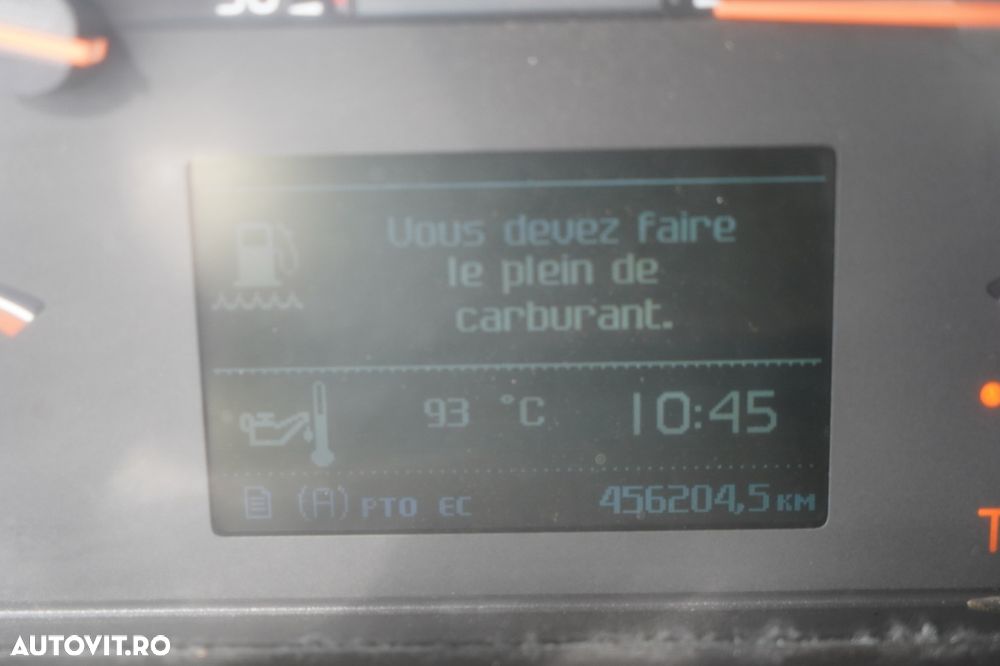 Vous devez faire
le plein de
carburant.
93 °C 10:45
(A) PTO EC 456204,5 KM
T
AUTOVIT.RO